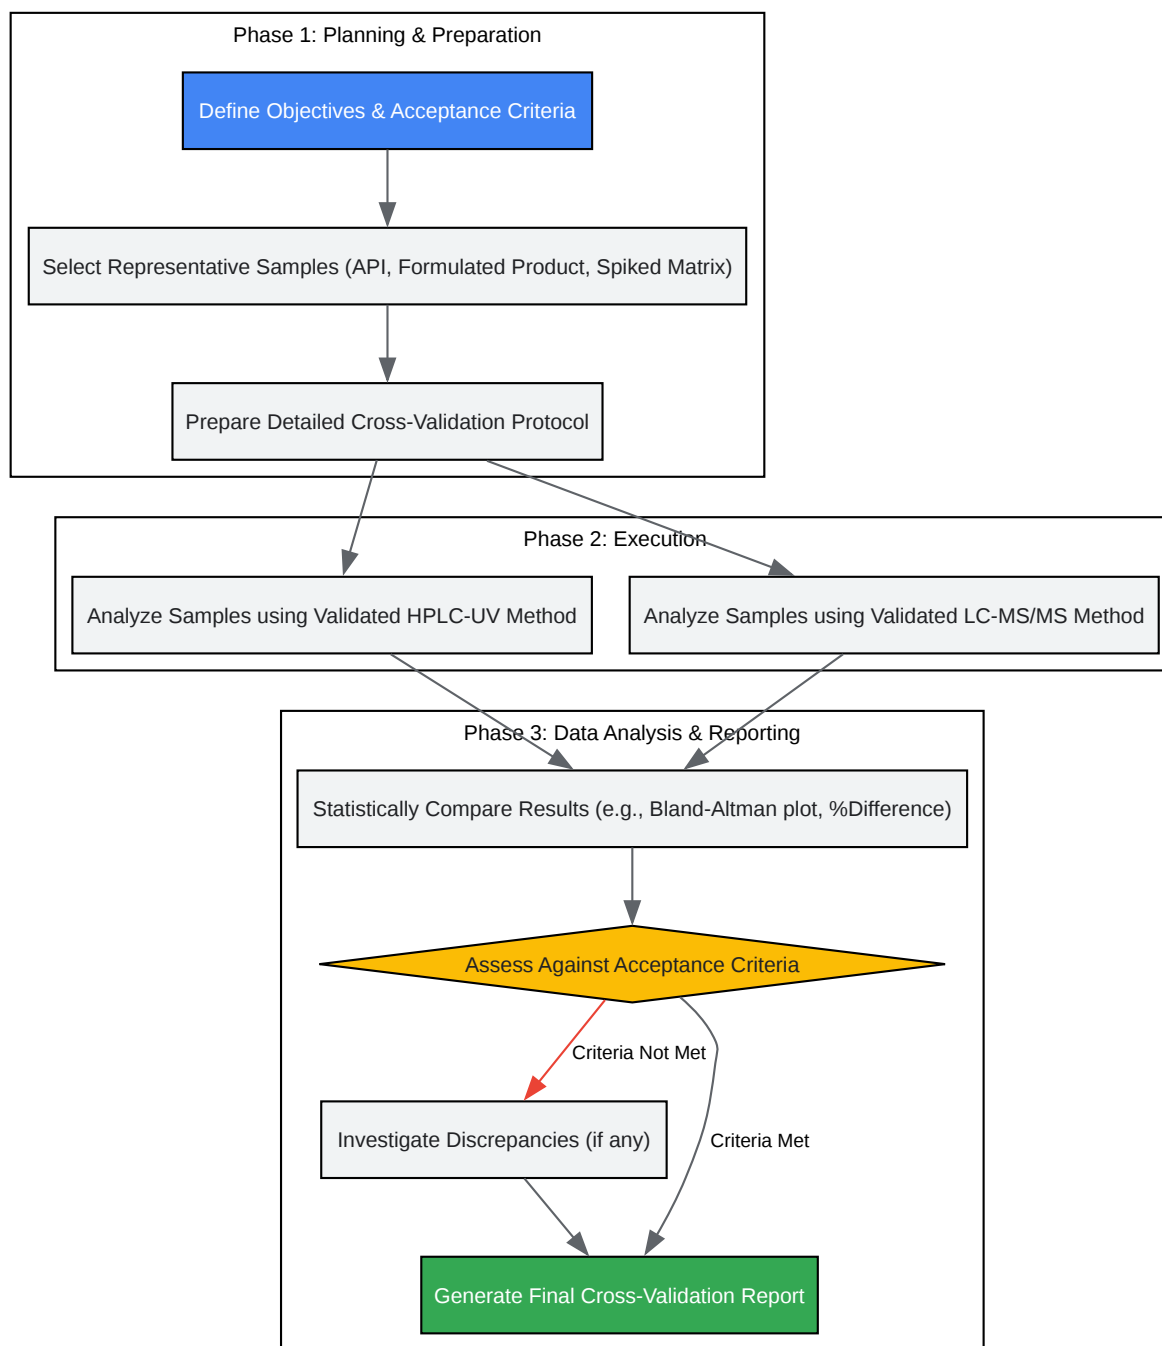 Phase 1: Planning & Preparation
Define Objectives & Acceptance Criteria
Select Representative Samples (API, Formulated Product, Spiked Matrix)
Prepare Detailed Cross-Validation Protocol
Phase 2: Execution
Analyze Samples using Validated HPLC-UV Method
Analyze Samples using Validated LC-MS/MS Method
Phase 3: Data Analysis & Reporting
Statistically Compare Results (e.g., Bland-Altman plot, %Difference)
Assess Against Acceptance Criteria
Criteria Not Met
Investigate Discrepancies (if any)
Criteria Met
Generate Final Cross-Validation Report